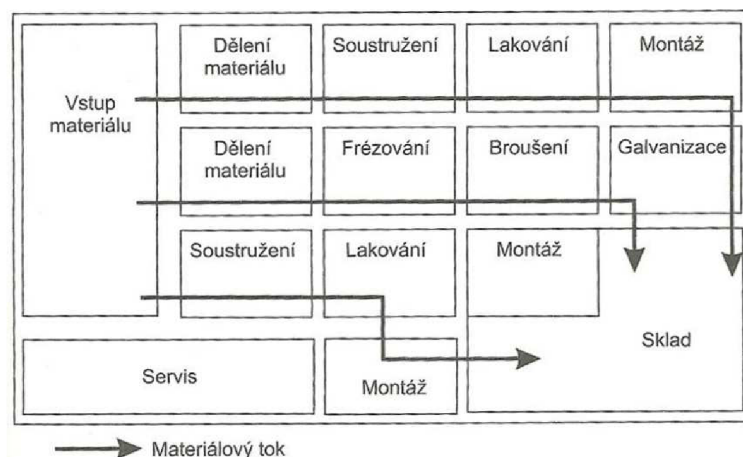 Vstup
materiálu
Dělení
materiálu
Soustružení
Lakování
Montáž
Dělení
materiálu
Frézování
Broušení
Galvanizace
Soustružení
Lakování
Montáž
Sklad
Servis
Montáž
Materiálový tok